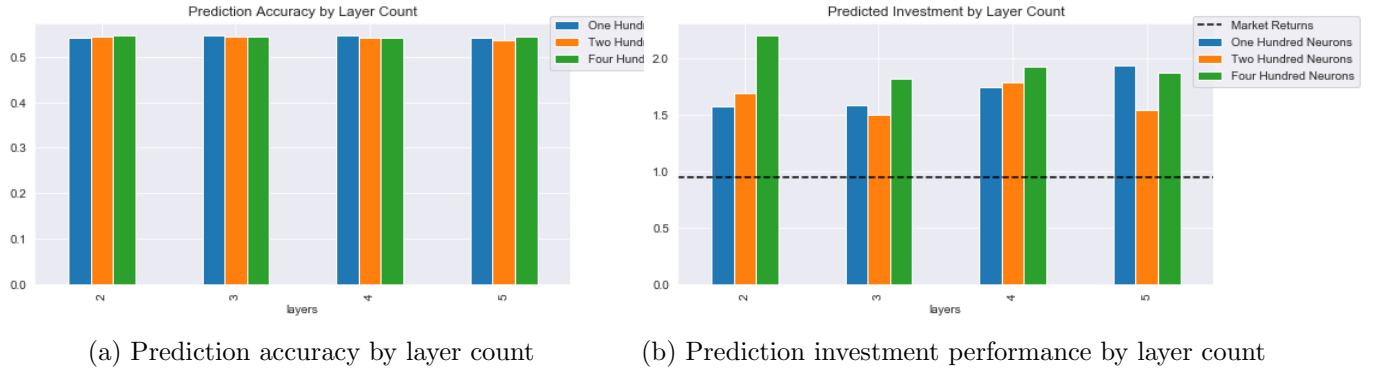 Prediction Accuracy by Layer Count
One Hundr
Two Hundr
Four Hund
0.5
0.4
0.3
0.2
0.1
0.0
2
3
4
5
layers
(a) Prediction accuracy by layer count
Predicted Investment by Layer Count
Market Returns
One Hundred Neurons
Two Hundred Neurons
Four Hundred Neurons
2.0
1.5
1.0
0.5
0.0
2
3
4
5
layers
(b) Prediction investment performance by layer count